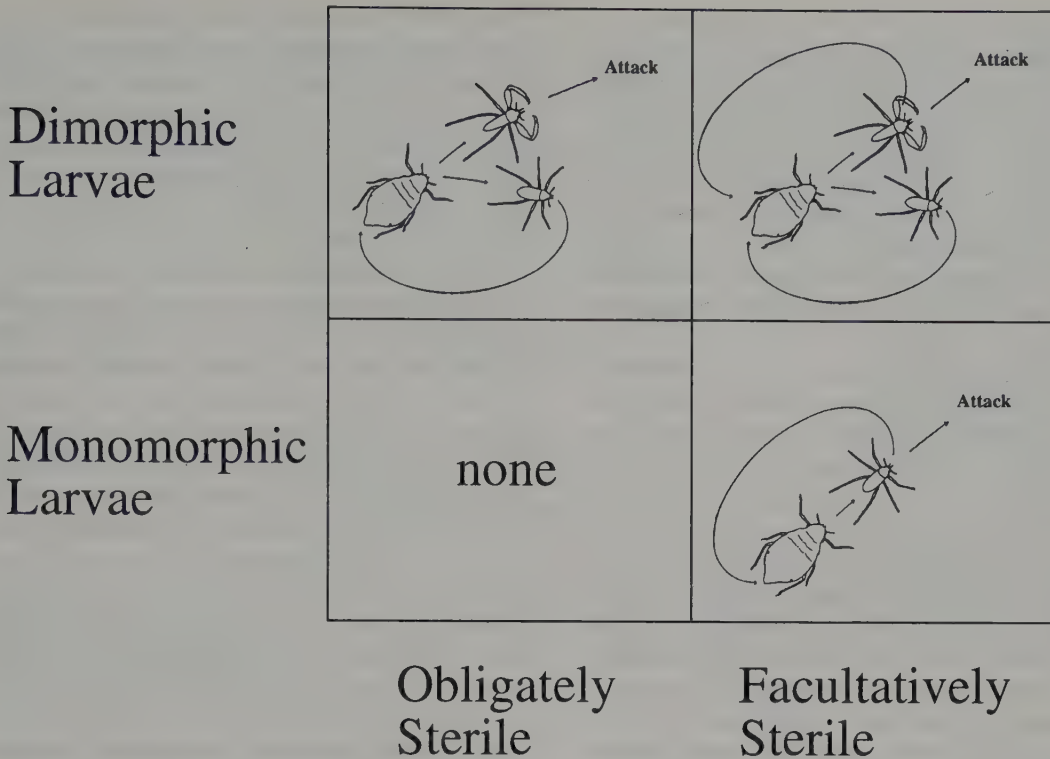 Attack
Attack
Dimorphic
Larvae
Attack
Monomorphic
Larvae
none
Obligately
Sterile
Facultatively
Sterile